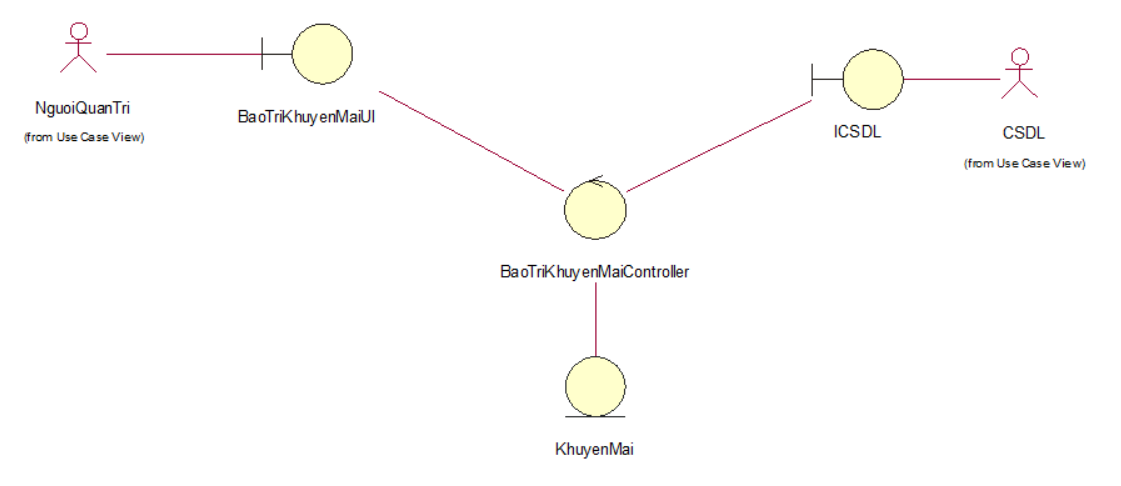 NguoiQuanTri
(from Use Case View)
BaoTriKhuyenMaiUI
ICSDL
CSDL
(from Use Case View)
BaoTriKhuyenMaiController
KhuyenMai